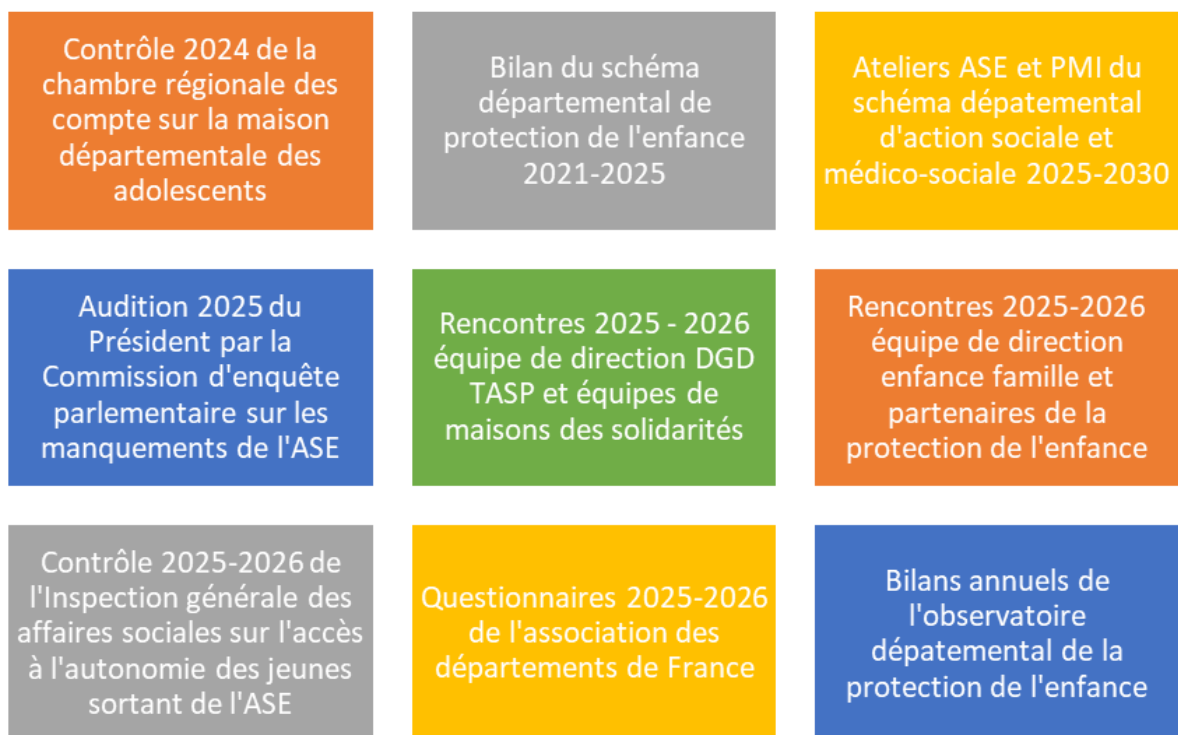 Contrôle 2024 de la
chambre régionale des
compte sur la maison
départementale des
adolescents
Bilan du schéma
départemental de
protection de l'enfance
2021-2025
Ateliers ASE et PMI du
schéma dépatemental
d'action sociale et
médico-sociale 2025-2030
Audition 2025 du
Président par la
Commission d'enquête
parlementaire sur les
manquements de l'ASE
Rencontres 2025 - 2026
équipe de direction DGD
TASP et équipes de
maisons des solidarités
Rencontres 2025-2026
équipe de direction
enfance famille et
partenaires de la
protection de l'enfance
Contrôle 2025-2026 de
l'Inspection générale des
affaires sociales sur l'accès
à l'autonomie des jeunes
sortant de l'ASE
Questionnaires 2025-2026
de l'association des
départements de France
Bilans annuels de
l'observatoire
dépatemental de la
protection de l'enfance